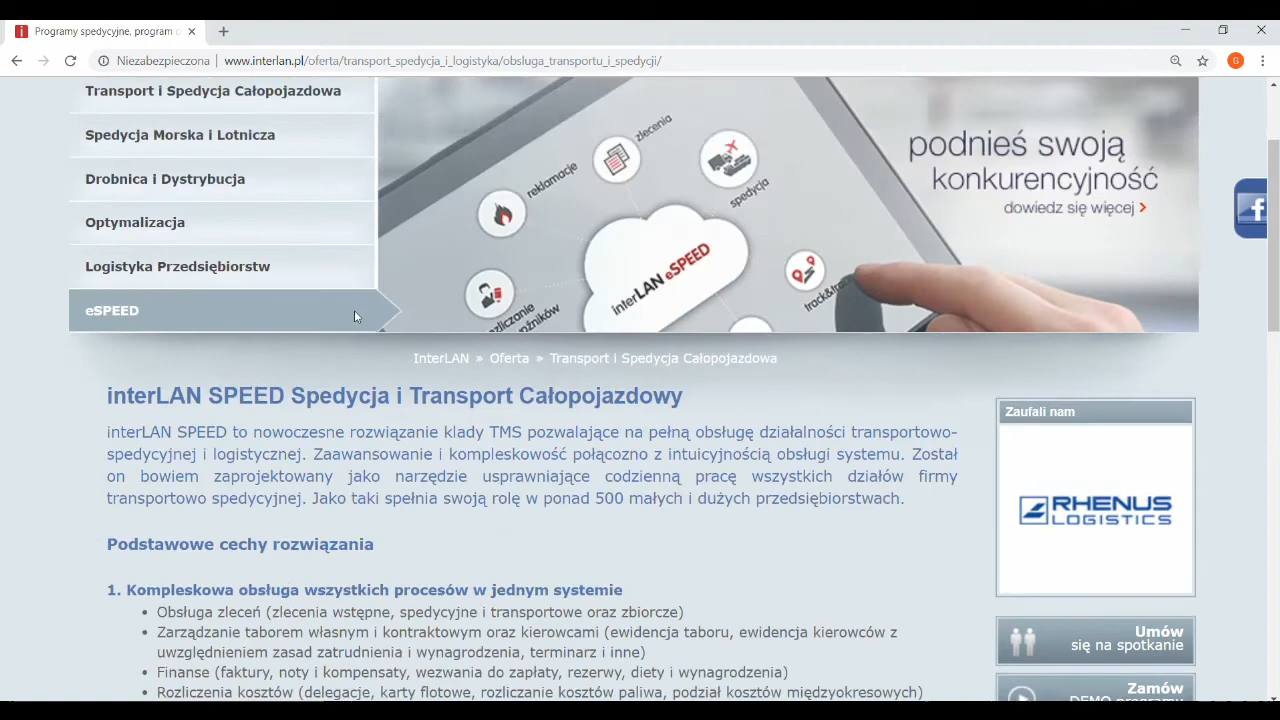 Programy spedycyjne, program d
Niezabezpieczona
www.interlan.pl/oferta/transport_spedycja_i_logistyka/obsluga_transportu_i_spedycji/
G
Transport i Spedycja Całopojazdowa
Spedycja Morska i Lotnicza
Drobnica i Dystrybucja
Optymalizacja
Logistyka Przedsiębiorstw
eSPEED
zlecenia
reklamacje
spedycja
interLAN eSPEED
track&trac
podnieś swoją
konkurencyjność
dowiedz się więcej
InterLAN » Oferta » Transport i Spedycja Całopojazdowa
interLAN SPEED Spedycja i Transport Całopojazdowy
interLAN SPEED to nowoczesne rozwiązanie klady TMS pozwalające na pełną obsługę działalności transportowo-
spedycyjnej i logistycznej. Zaawansowanie i kompleskowość połączono z intuicyjnością obsługi systemu. Został
on bowiem zaprojektowany jako narzędzie usprawniające codzienną pracę wszystkich działów firmy
transportowo spedycyjnej. Jako taki spełnia swoją rolę w ponad 500 małych i dużych przedsiębiorstwach.
Podstawowe cechy rozwiązania
1. Kompleskowa obsługa wszystkich procesów w jednym systemie
• Obsługa zleceń (zlecenia wstępne, spedycyjne i transportowe oraz zbiorcze)
• Zarządzanie taborem własnym i kontraktowym oraz kierowcami (ewidencja taboru, ewidencja kierowców z
uwzględnieniem zasad zatrudnienia i wynagrodzenia, terminarz i inne)
• Finanse (faktury, noty i kompensaty, wezwania do zapłaty, rezerwy, diety i wynagrodzenia)
• Rozliczenia kosztów (delegacje, karty flotowe, rozliczanie kosztów paliwa, podział kosztów międzyokresowych)
Zaufali nam
RHENUS
LOGISTICS
Umów
się na spotkanie
Zamów
DEMO programu